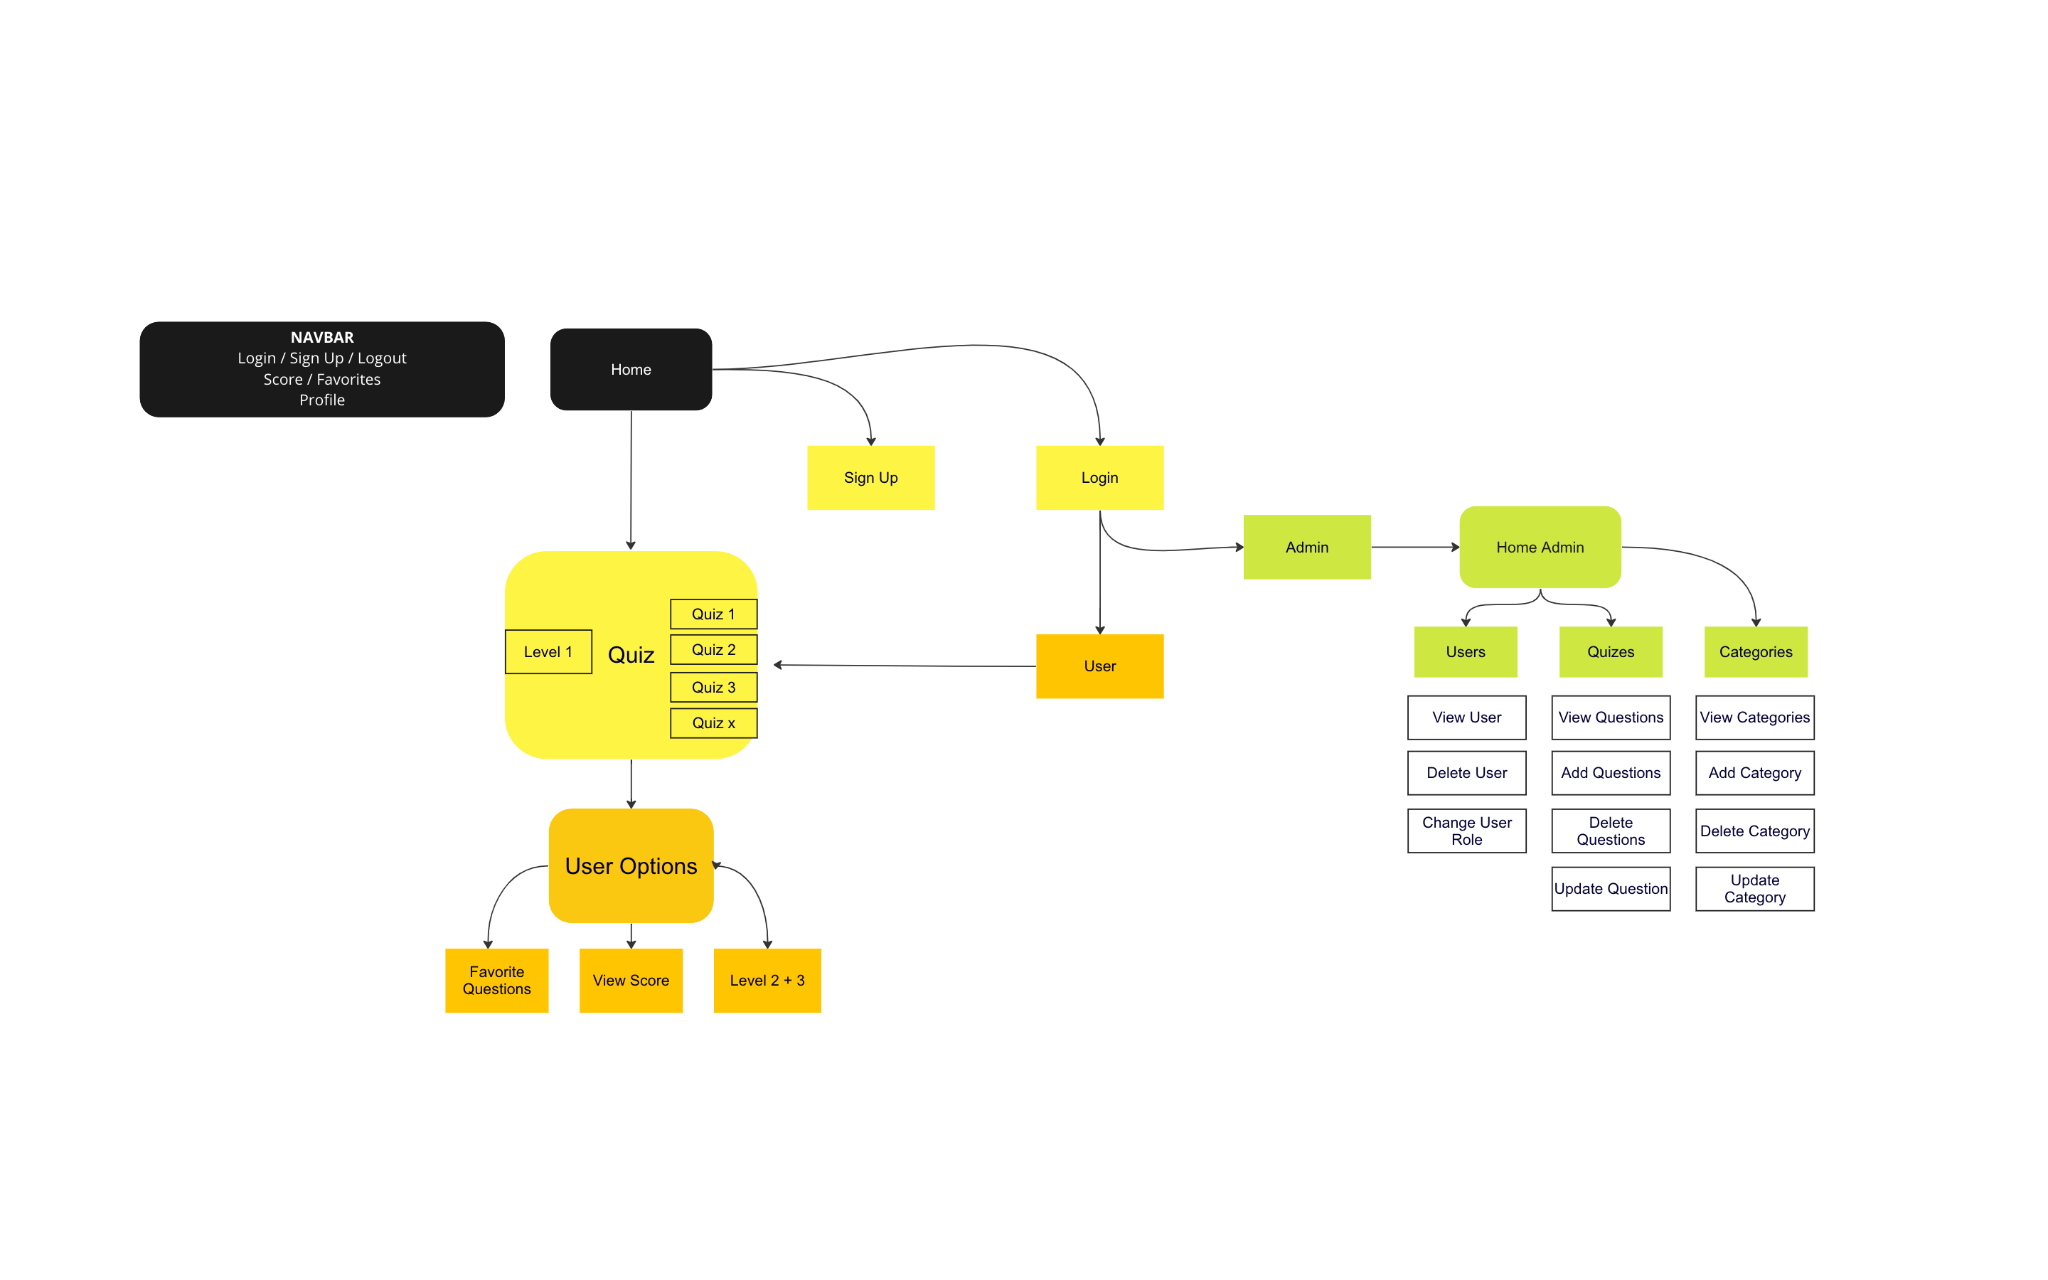 NAVBAR
Login / Sign Up / Logout
Score / Favorites
Profile
Home
Sign Up
Login
Admin
Home Admin
Quiz
Level 1
Quiz 1
Quiz 2
Quiz 3
Quiz x
User
Users
Quizes
Categories
View User
Delete User
Change User
Role
View Questions
Add Questions
Delete
Questions
Update Question
View Categories
Add Category
Delete Category
Update
Category
User Options
Favorite
Questions
View Score
Level 2 + 3